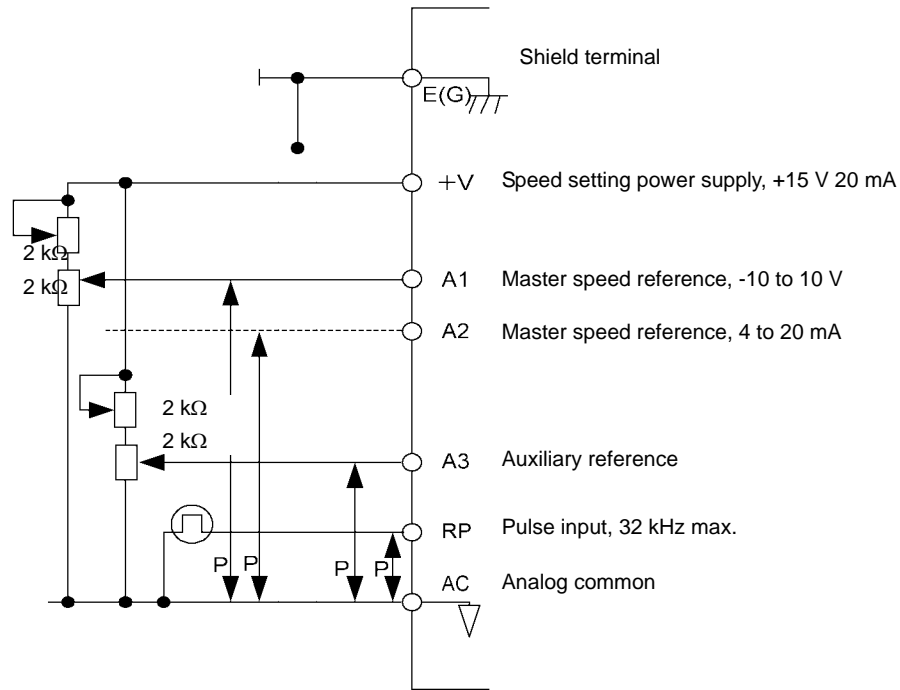 Shield terminal
E(G)
+V Speed setting power supply, +15 V 20 mA
2 kΩ
2 kΩ
A1 Master speed reference, -10 to 10 V
A2 Master speed reference, 4 to 20 mA
2 kΩ
2 kΩ
A3 Auxiliary reference
RP Pulse input, 32 kHz max.
P P P P
AC Analog common